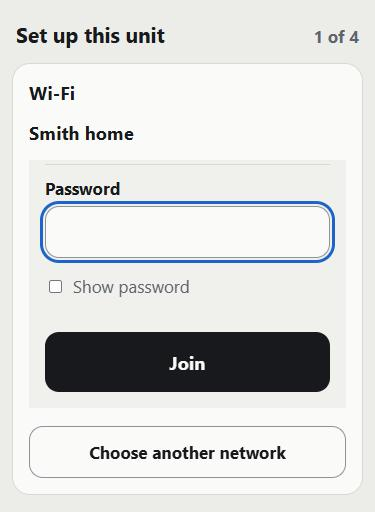 Set up this unit
1 of 4
Wi-Fi
Smith home
Password
Show password
Join
Choose another network